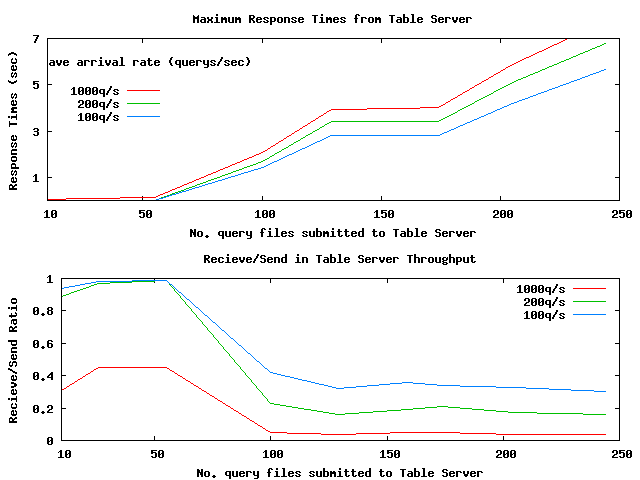 Maximum Response Times from Table Server
7
ave arrival rate (querys/sec)
5
1000q/s
200q/s
100q/s
3
1
Response Times (sec)
10 50 100 150 200 250
No. query files submitted to Table Server
Recieve/Send in Table Server Throughput
1
1000q/s
200q/s
100q/s
0.8
0.6
0.4
0.2
0
Recieve/Send Ratio
10 50 100 150 200 250
No. query files submitted to Table Server